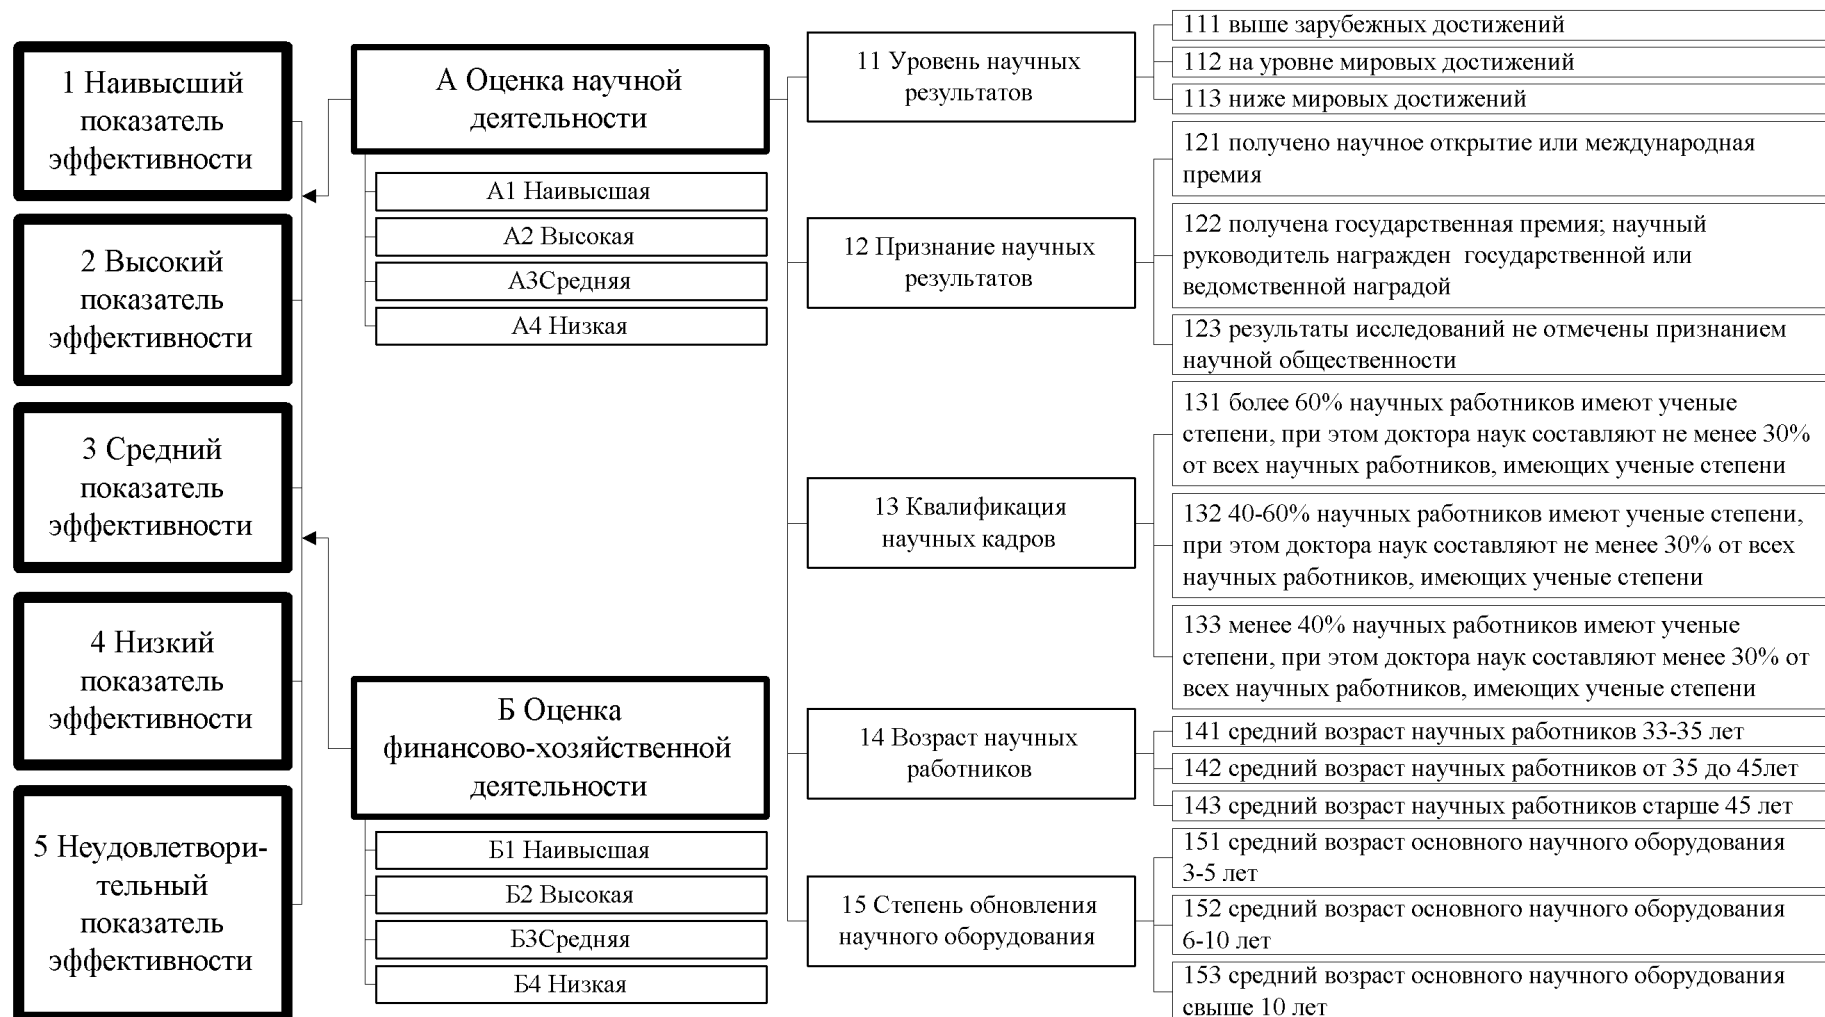 1 Наивысший
показатель
эффективности
2 Высокий
показатель
эффективности
3 Средний
показатель
эффективности
4 Низкий
показатель
эффективности
5 Неудовлетвори-
тельный
показатель
эффективности
А Оценка научной
деятельности
А1 Наивысшая
А2 Высокая
А3Средняя
А4 Низкая
Б Оценка
финансово-хозяйственной
деятельности
Б1 Наивысшая
Б2 Высокая
Б3Средняя
Б4 Низкая
11 Уровень научных
результатов
111 выше зарубежных достижений
112 на уровне мировых достижений
113 ниже мировых достижений
12 Признание научных
результатов
121 получено научное открытие или международная
премия
122 получена государственная премия; научный
руководитель награжден  государственной или
ведомственной наградой
123 результаты исследований не отмечены признанием
научной общественности
13 Квалификация
научных кадров
131 более 60% научных работников имеют ученые
степени, при этом доктора наук составляют не менее 30%
от всех научных работников, имеющих ученые степени
132 40-60% научных работников имеют ученые степени,
при этом доктора наук составляют не менее 30% от всех
научных работников, имеющих ученые степени
133 менее 40% научных работников имеют ученые
степени, при этом доктора наук составляют менее 30% от
всех научных работников, имеющих ученые степени
14 Возраст научных
работников
141 средний возраст научных работников 33-35 лет
142 средний возраст научных работников от 35 до 45лет
143 средний возраст научных работников старше 45 лет
15 Степень обновления
научного оборудования
151 средний возраст основного научного оборудования
3-5 лет
152 средний возраст основного научного оборудования
6-10 лет
153 средний возраст основного научного оборудования
свыше 10 лет